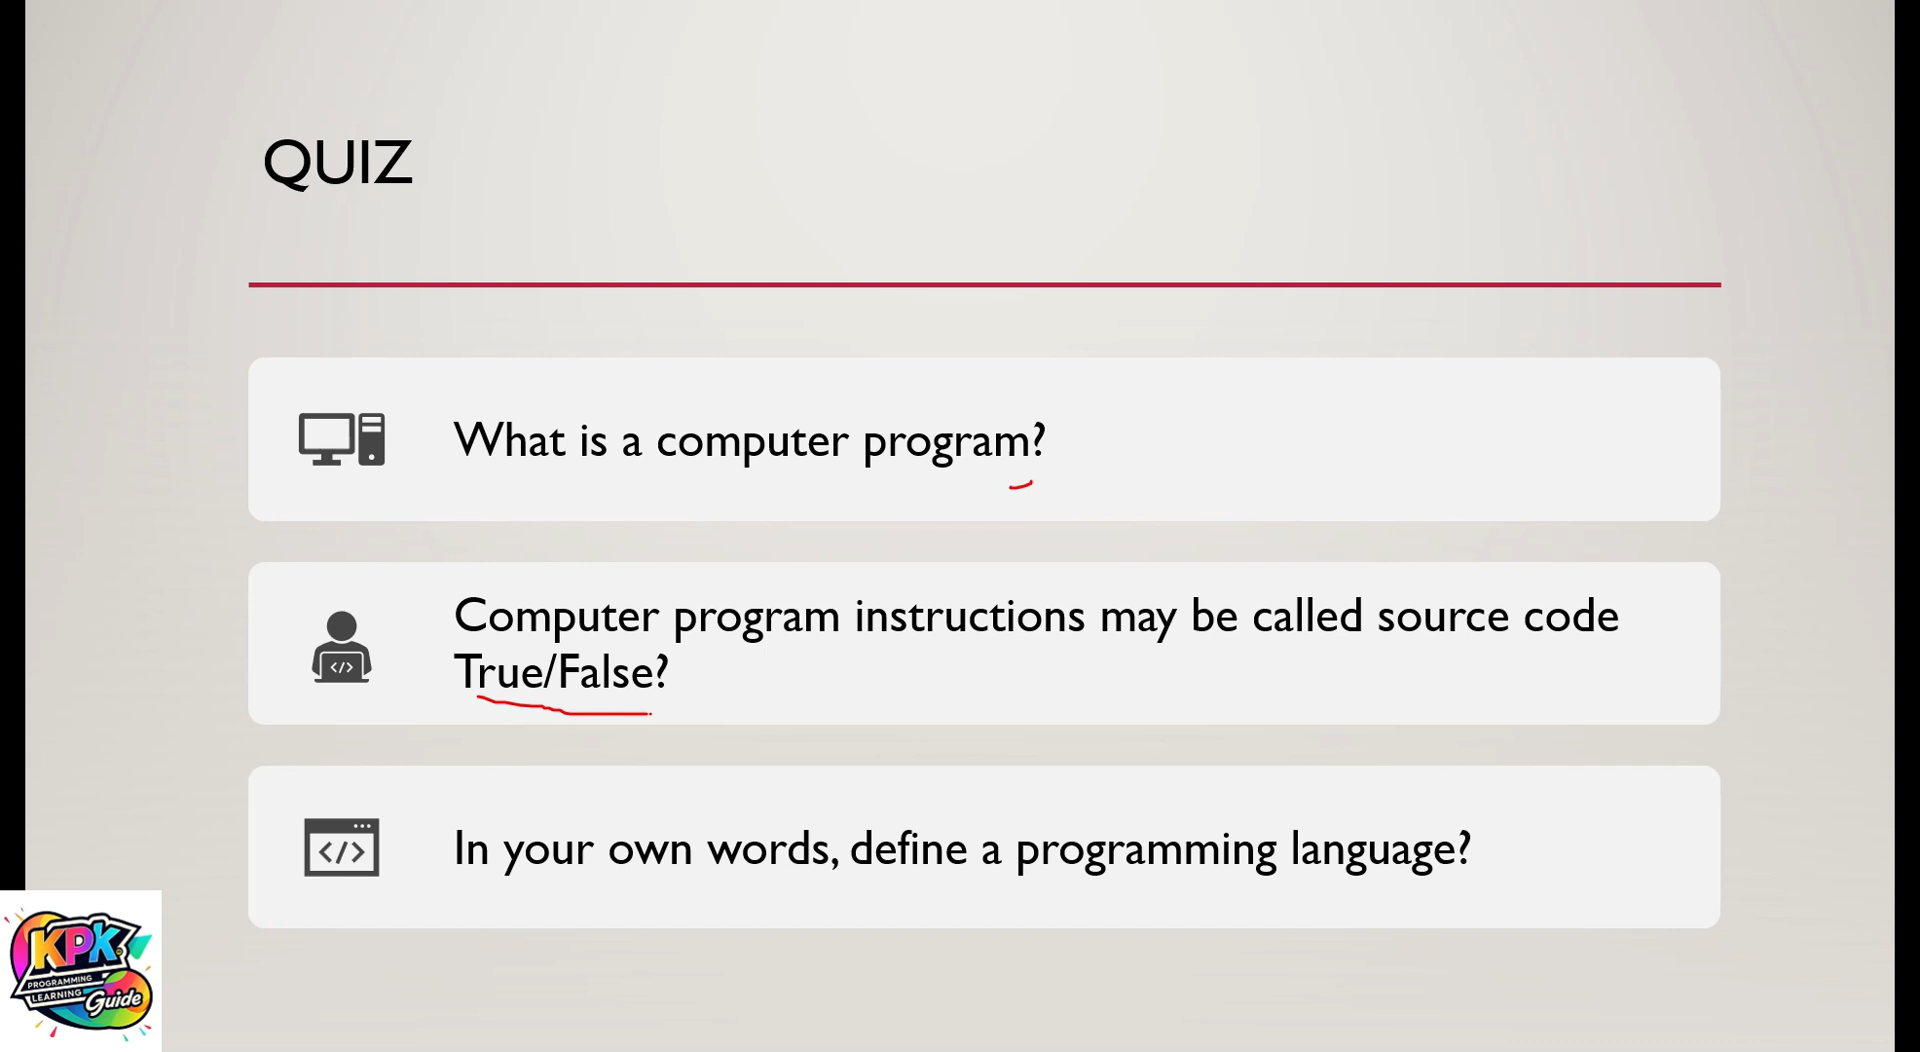 QUIZ
What is a computer program?
Computer program instructions may be called source code
True/False?
</>
In your own words, define a programming language?
</>
KPK
PROGRAMMING
LEARNING
Guide